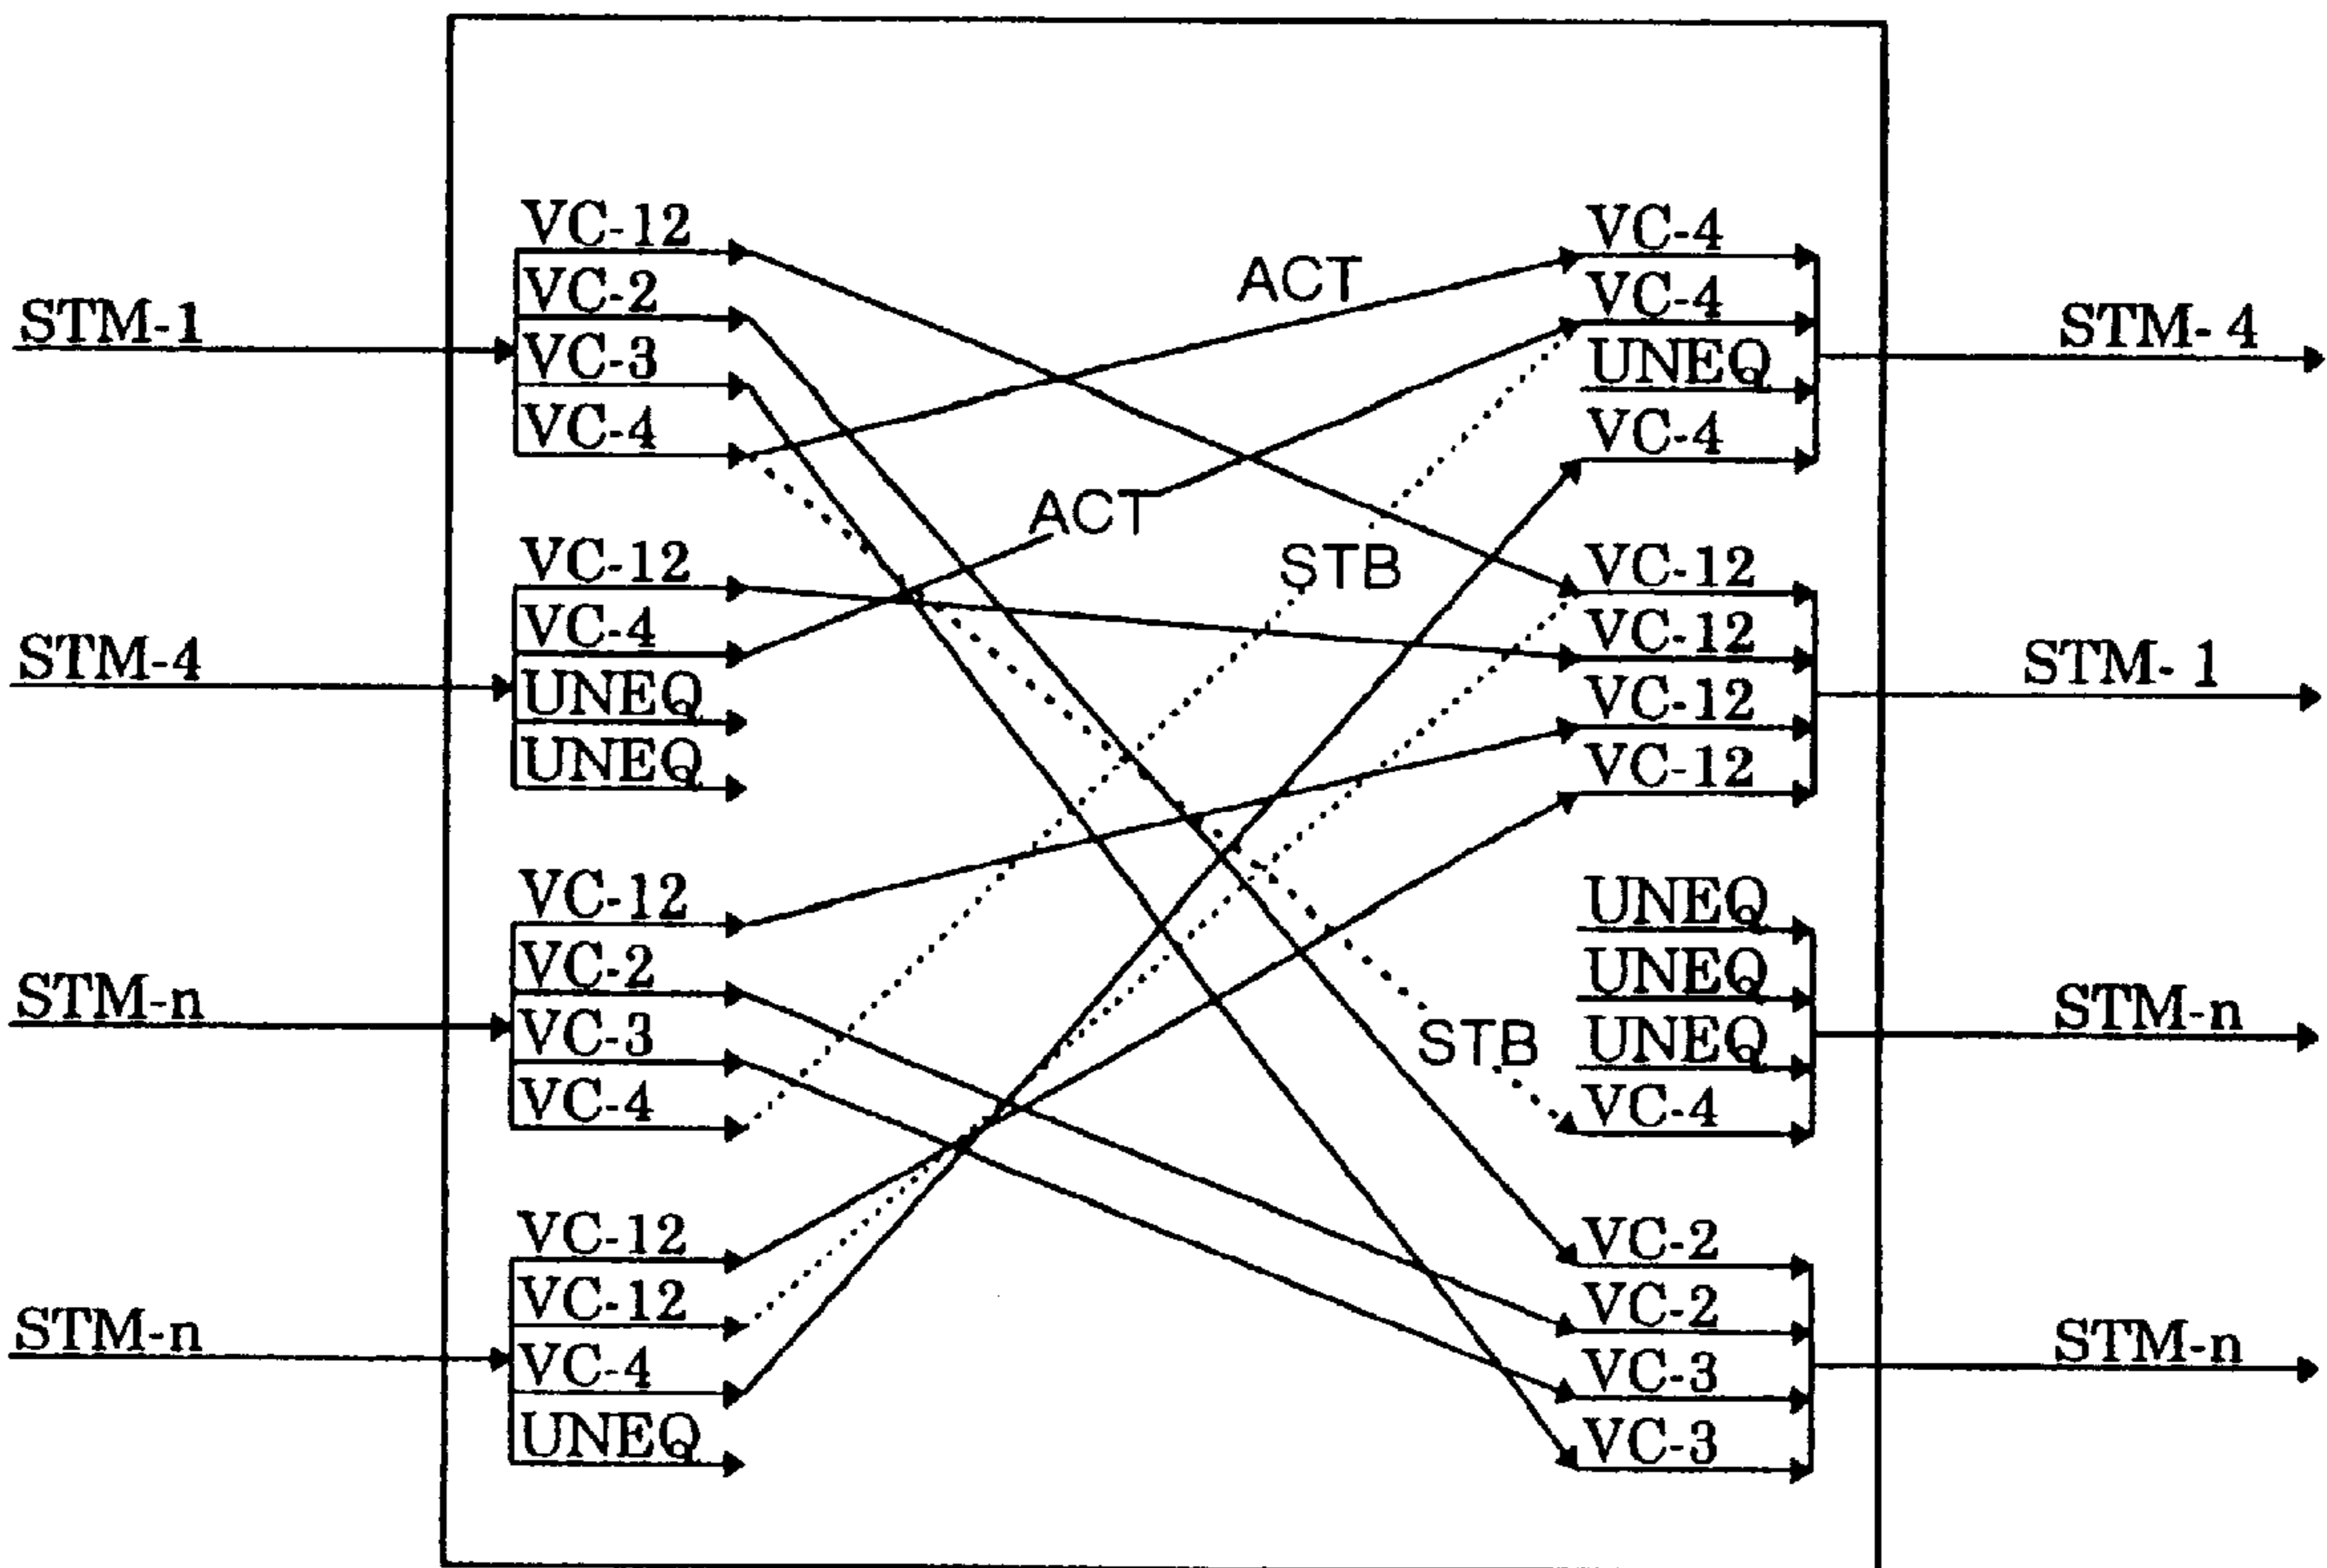 STM-1
VC-12
VC-2
VC-3
VC-4
STM-4
VC-12
VC-4
UNEQ
UNEQ
STM-n
VC-12
VC-2
VC-3
VC-4
STM-n
VC-12
VC-12
VC-4
UNEQ
ACT
ACT
STB
STB
VC-4
VC-4
UNEQ
VC-4
STM- 4
VC-12
VC-12
VC-12
VC-12
STM- 1
UNEQ
UNEQ
UNEQ
VC-4
STM-n
VC-2
VC-2
VC-3
VC-3
STM-n